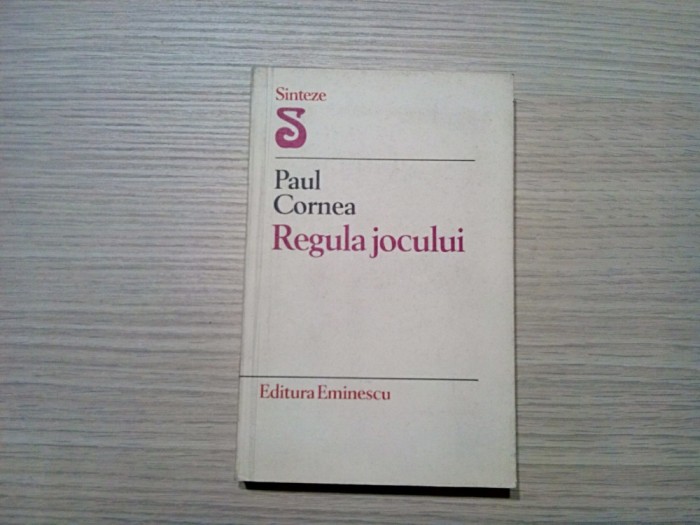 Sinteze
S
Paul
Cornea
Regula jocului
Editura Eminescu